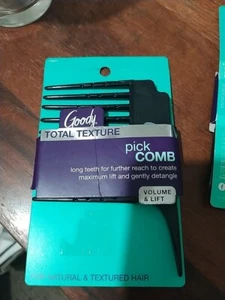 Goody
TOTAL TEXTURE
pick
COMB
long teeth for further reach to create
maximum lift and gently detangle
VOLUME
& LIFT
NATURAL & TEXTURED HAIR